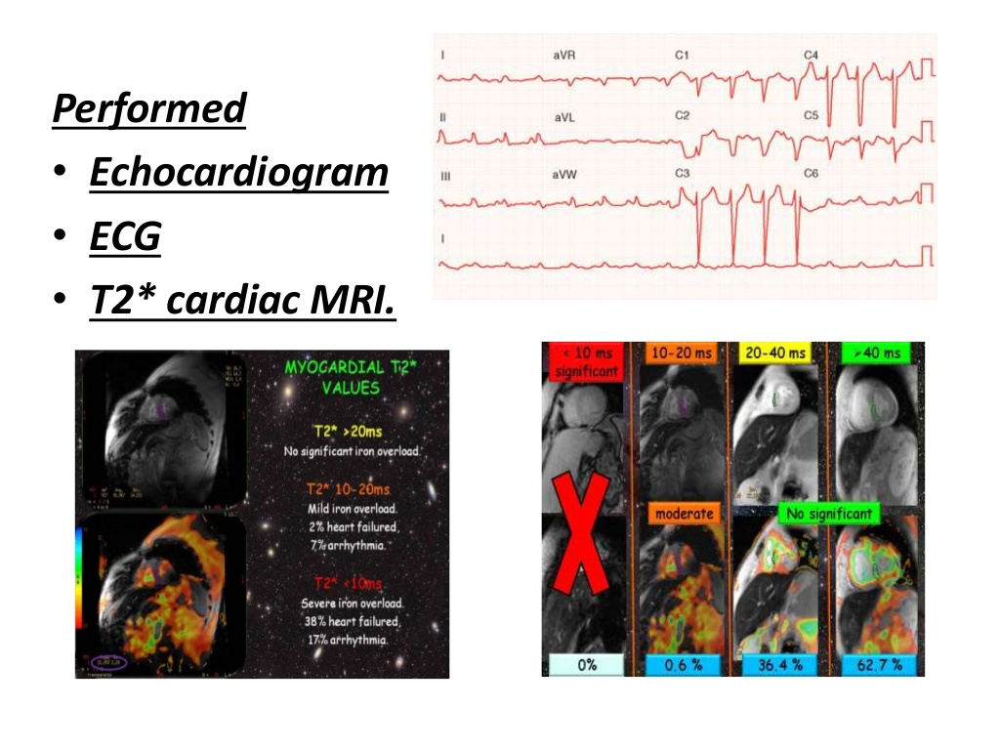 Performed
• Echocardiogram
• ECG
• T2* cardiac MRI.
I aVR C1 C4
II aVL C2 C5
III aVW C3 C6
I
MYOCARDIAL T2*
VALUES
T2* >20ms
No significant iron overload.
T2* 10-20ms
Mild iron overload.
2% heart failured,
7% arrhythmia.
T2* <10ms
Severe iron overload.
38% heart failured,
17% arrhythmia.
< 10 ms
significant
10-20 ms
20-40 ms
>40 ms
moderate
No significant
0%
0.6 %
36.4 %
62.7 %